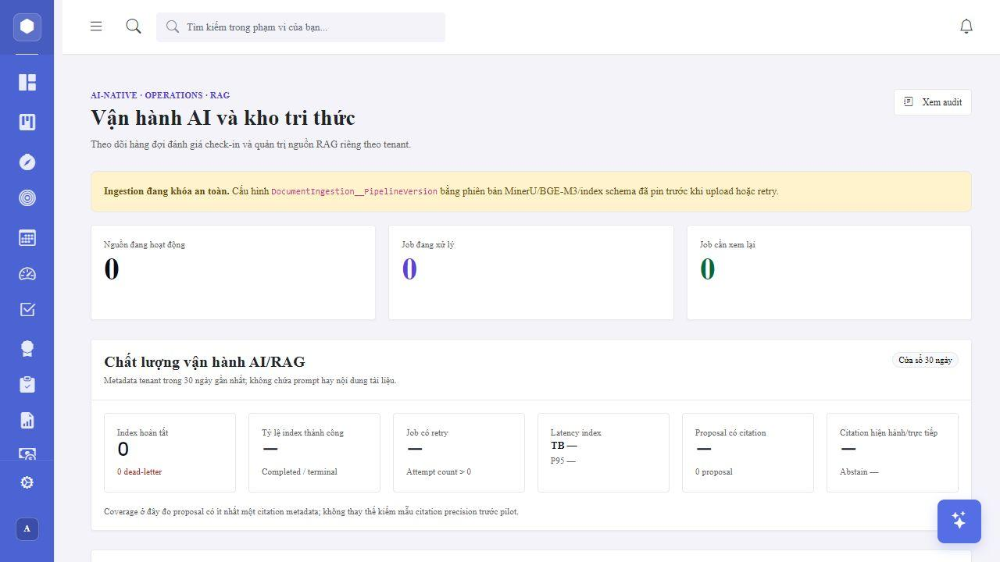 Tìm kiếm trong phạm vi của bạn...
AI-NATIVE · OPERATIONS · RAG
Xem audit
Vận hành AI và kho tri thức
Theo dõi hàng đợi đánh giá check-in và quản trị nguồn RAG riêng theo tenant.
Ingestion đang khóa an toàn. Cấu hình DocumentIngestion__PipelineVersion bằng phiên bản MinerU/BGE-M3/index schema đã pin trước khi upload hoặc retry.
Nguồn đang hoạt động
0
Job đang xử lý
0
Job cần xem lại
0
Chất lượng vận hành AI/RAG
Cửa sổ 30 ngày
Metadata tenant trong 30 ngày gần nhất; không chứa prompt hay nội dung tài liệu.
Index hoàn tất
0
0 dead-letter
Tỷ lệ index thành công
—
Completed / terminal
Job có retry
—
Attempt count > 0
Latency index
TB —
P95 —
Proposal có citation
—
0 proposal
Citation hiện hành/trực tiếp
—
Abstain —
Coverage ở đây đo proposal có ít nhất một citation metadata; không thay thế kiểm mẫu citation precision trước pilot.
A